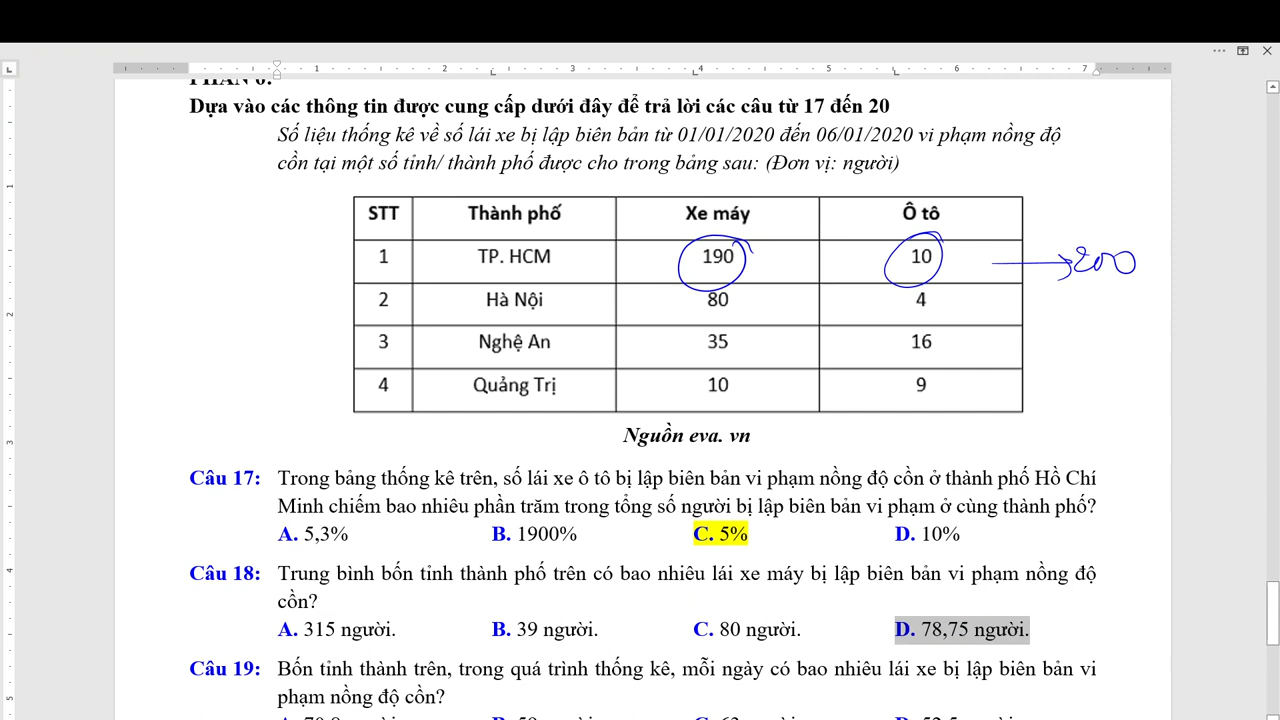 1 2 3 4 5 6 7
Dựa vào các thông tin được cung cấp dưới đây để trả lời các câu từ 17 đến 20
Số liệu thống kê về số lái xe bị lập biên bản từ 01/01/2020 đến 06/01/2020 vi phạm nồng độ
cồn tại một số tỉnh/ thành phố được cho trong bảng sau: (Đơn vị: người)
STT Thành phố Xe máy Ô tô
1 TP. HCM 190 10 200
2 Hà Nội 80 4
3 Nghệ An 35 16
4 Quảng Trị 10 9
Nguồn eva. vn
Câu 17: Trong bảng thống kê trên, số lái xe ô tô bị lập biên bản vi phạm nồng độ cồn ở thành phố Hồ Chí
Minh chiếm bao nhiêu phần trăm trong tổng số người bị lập biên bản vi phạm ở cùng thành phố?
A. 5,3% B. 1900% C. 5% D. 10%
Câu 18: Trung bình bốn tỉnh thành phố trên có bao nhiêu lái xe máy bị lập biên bản vi phạm nồng độ
cồn?
A. 315 người. B. 39 người. C. 80 người. D. 78,75 người.
Câu 19: Bốn tỉnh thành trên, trong quá trình thống kê, mỗi ngày có bao nhiêu lái xe bị lập biên bản vi
phạm nồng độ cồn?